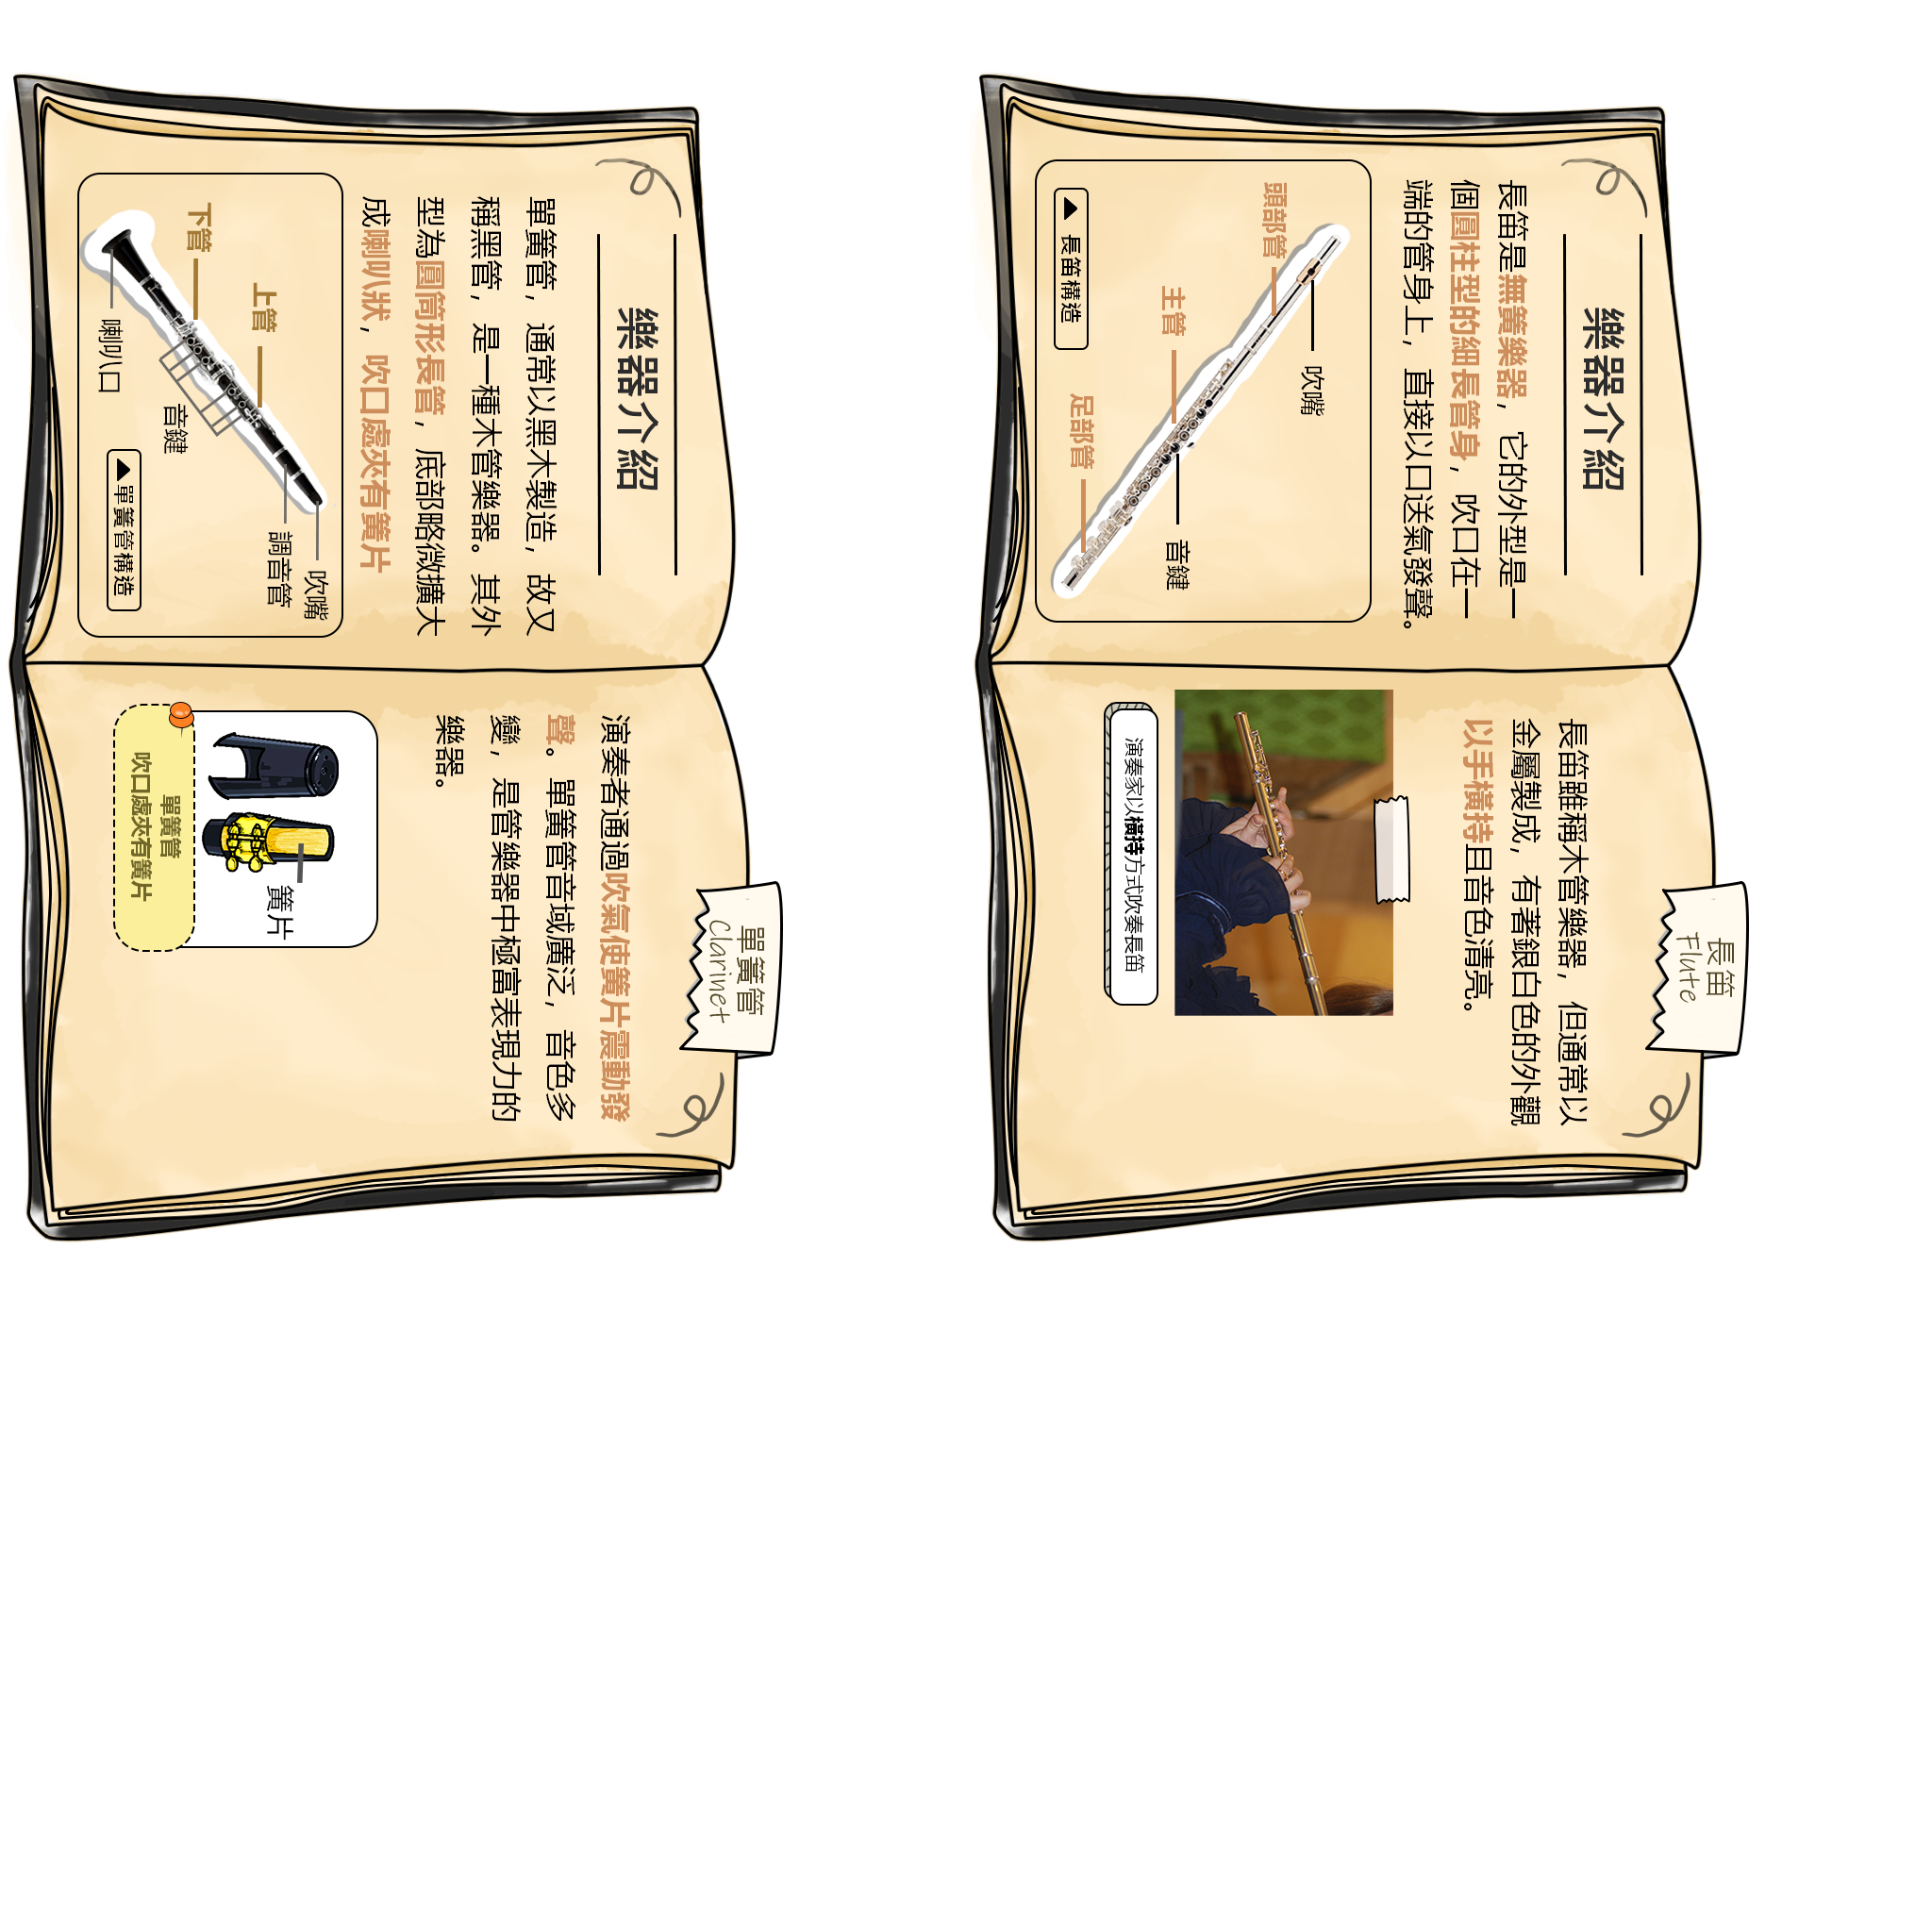 長笛
Flute
樂器介紹
長笛是無簧樂器，它的外型是一
個圓柱型的細長管身，吹口在一
端的管身上，直接以口送氣發聲。
頭部管
吹嘴
主管
音鍵
足部管
▲ 長笛構造
長笛雖稱木管樂器，但通常以
金屬製成，有著銀白色的外觀
以手橫持且音色清亮。
演奏家以橫持方式吹奏長笛
單簧管
Clarinet
樂器介紹
單簧管，通常以黑木製造，故又
稱黑管，是一種木管樂器。其外
型為圓筒形長管，底部略微擴大
成喇叭狀，吹口處夾有簧片
吹嘴
調音管
上管
下管
音鍵
喇叭口
▲單簧管構造
演奏者通過吹氣使簧片震動發
聲。單簧管音域廣泛，音色多
變，是管樂器中極富表現力的
樂器。
簧片
單簧管
吹口處夾有簧片